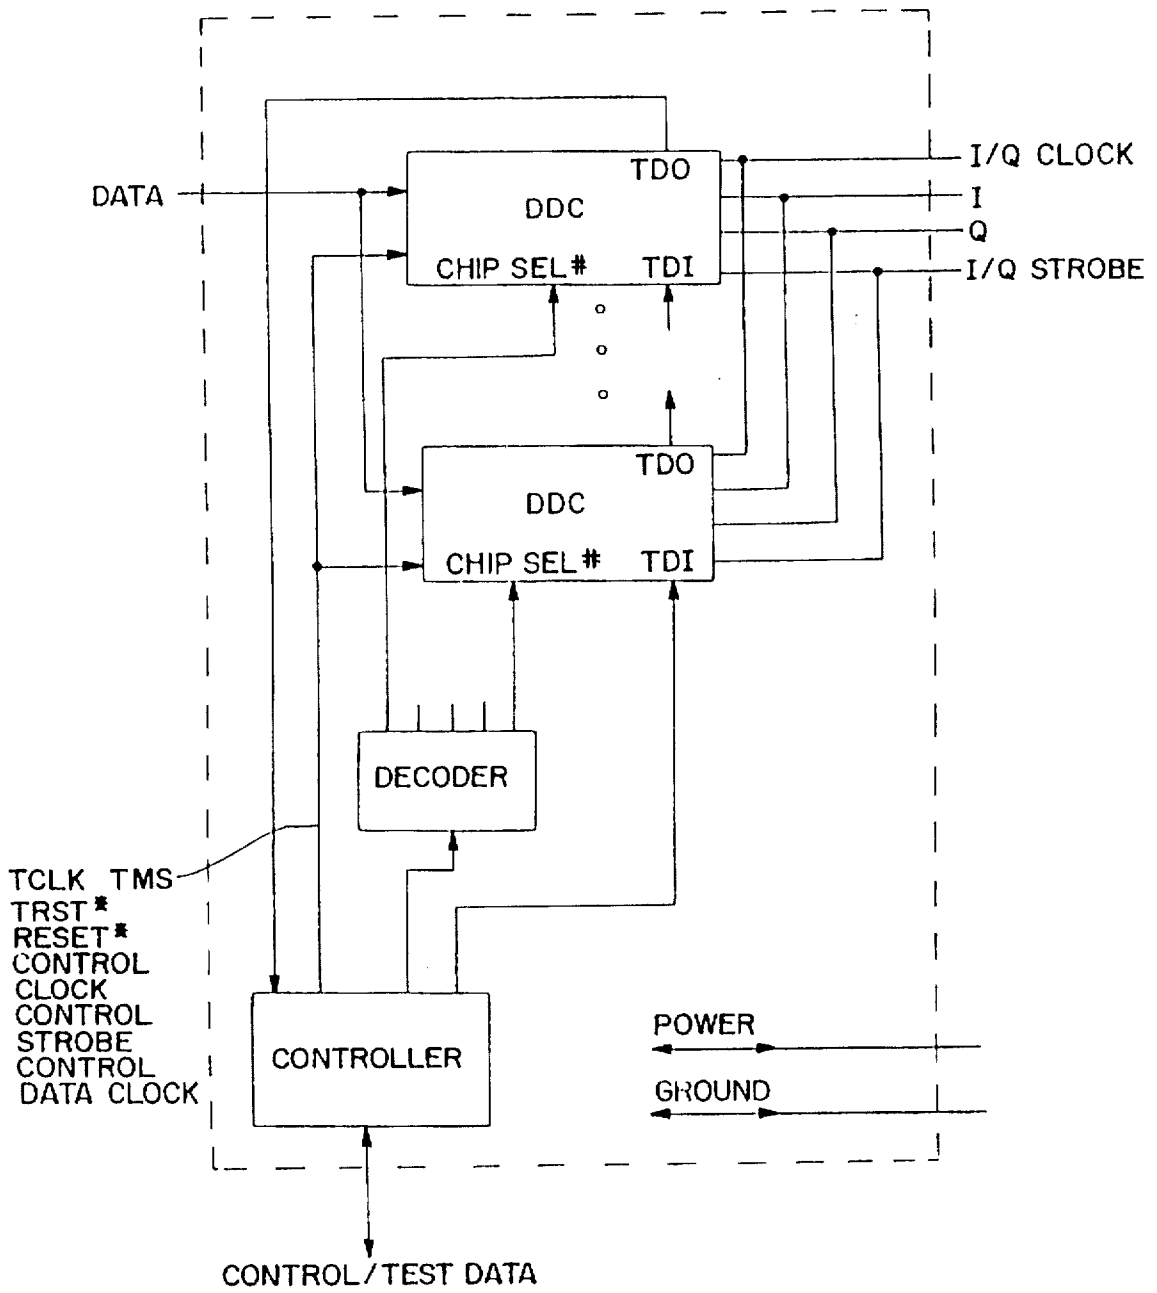 TDO
I/Q CLOCK
DATA
DDC
I
Q
CHIP SEL# TDI
I/Q STROBE
TDO
DDC
CHIP SEL# TDI
DECODER
TCLK TMS
TRST*
RESET*
CONTROL
CLOCK
CONTROL
STROBE
CONTROL
DATA CLOCK
CONTROLLER
POWER
GROUND
CONTROL/TEST DATA